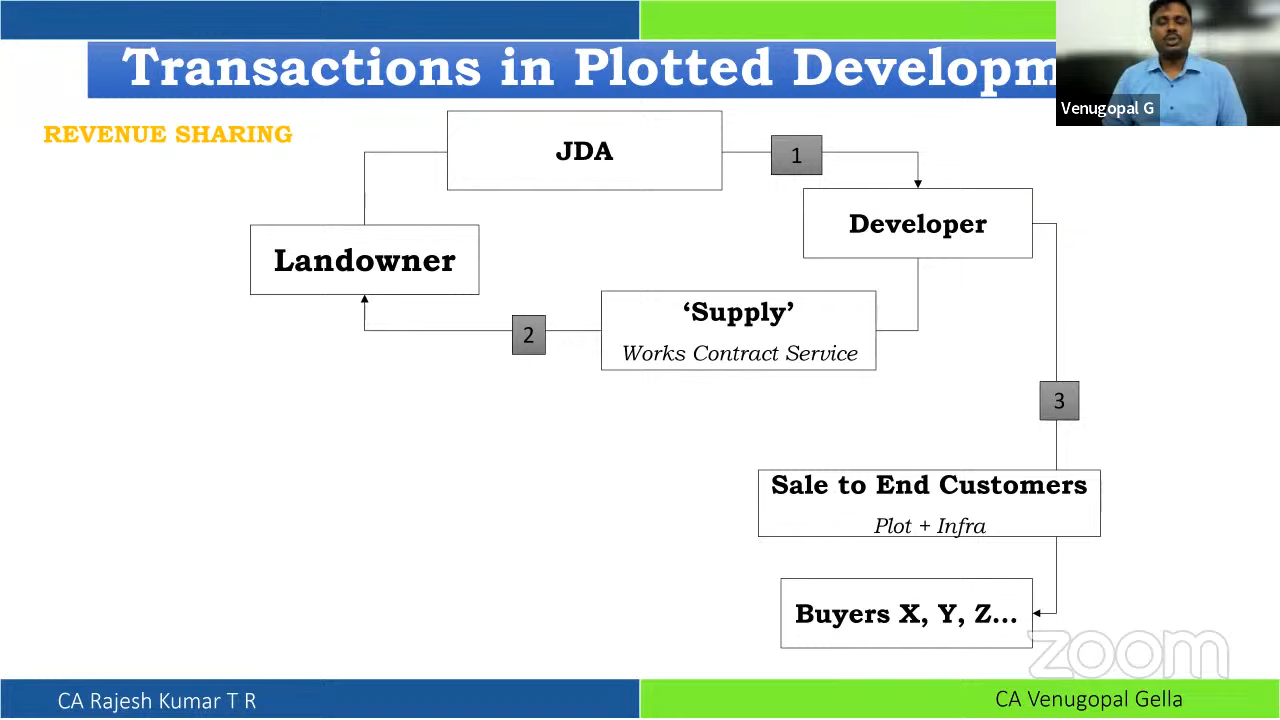 Transactions in Plotted Developm
Venugopal G
REVENUE SHARING
JDA
1
Developer
Landowner
‘Supply’
Works Contract Service
2
3
Sale to End Customers
Plot + Infra
Buyers X, Y, Z...
zoom
CA Rajesh Kumar T R
CA Venugopal Gella